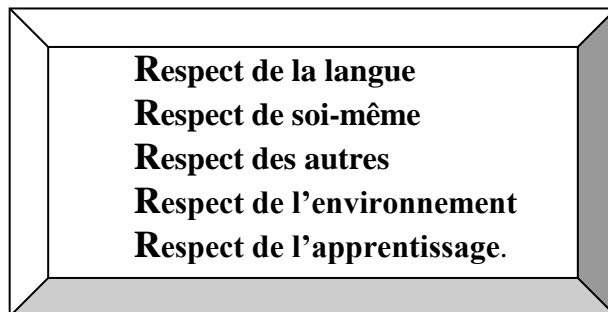 Respect de la langue
Respect de soi-même
Respect des autres
Respect de l’environnement
Respect de l’apprentissage.